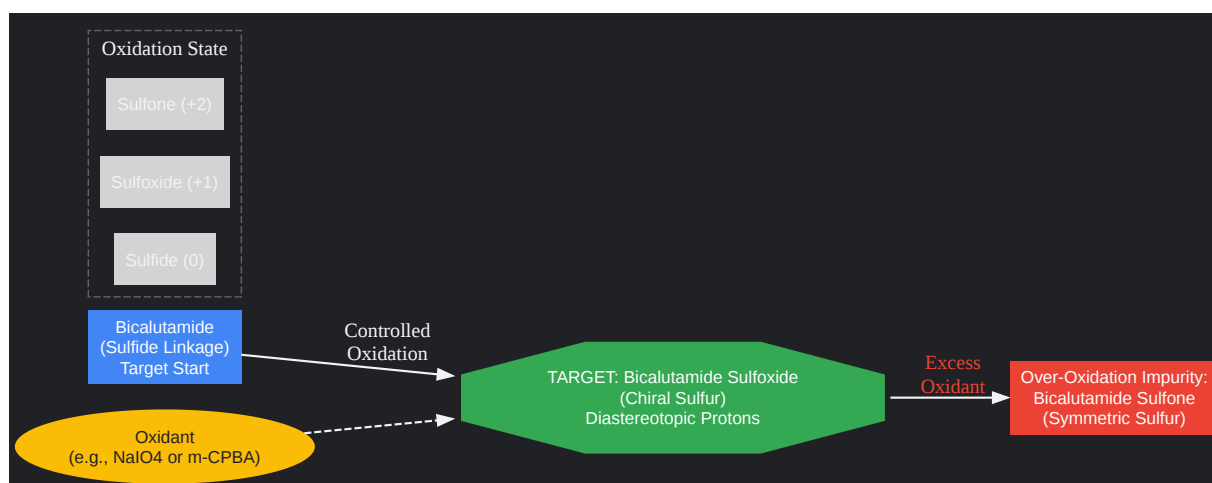 Oxidation State
Sulfone (+2)
Sulfoxide (+1)
Sulfide (0)
Bicalutamide
(Sulfide Linkage)
Target Start
Controlled
Oxidation
Oxidant
(e.g., NaIO4 or m-CPBA)
TARGET: Bicalutamide Sulfoxide
(Chiral Sulfur)
Diastereotopic Protons
Excess
Oxidant
Over-Oxidation Impurity:
Bicalutamide Sulfone
(Symmetric Sulfur)